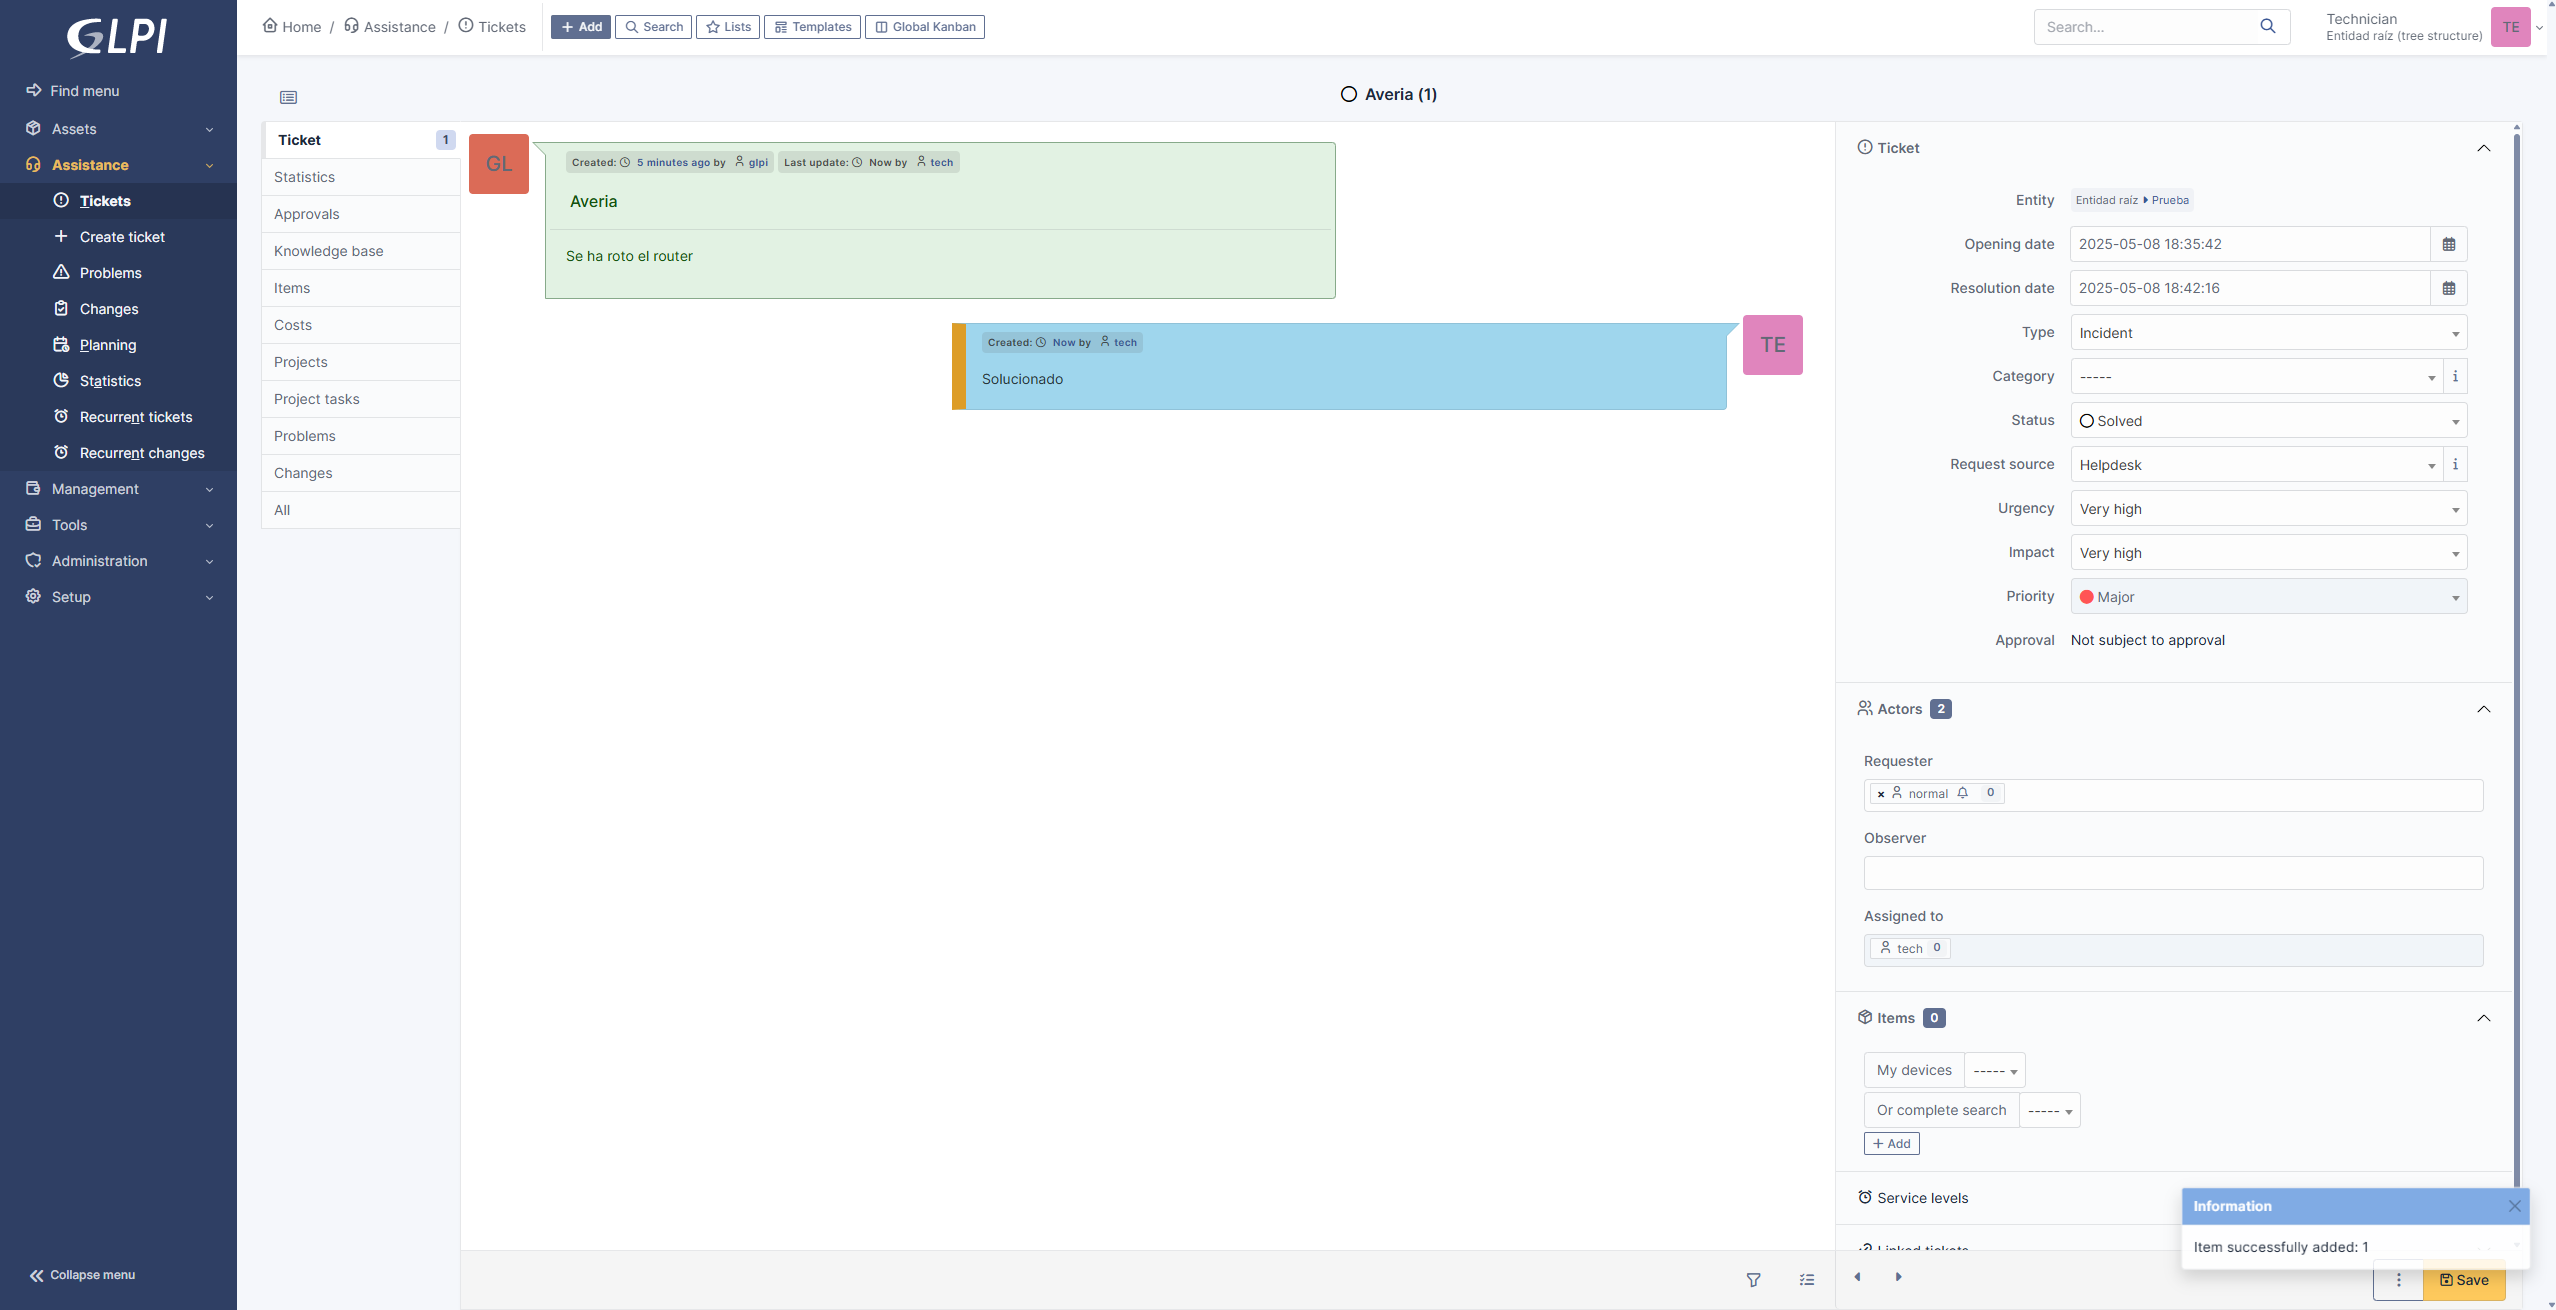 GLPI
Home / Assistance / Tickets
+ Add
Search
Lists
Templates
Global Kanban
Search...
Technician
Entidad raíz (tree structure)
TE
Find menu
Assets
Assistance
Tickets
Create ticket
Problems
Changes
Planning
Statistics
Recurrent tickets
Recurrent changes
Management
Tools
Administration
Setup
Collapse menu
Averia (1)
Ticket 1
Statistics
Approvals
Knowledge base
Items
Costs
Projects
Project tasks
Problems
Changes
All
GL
Created: 5 minutes ago by glpi Last update: Now by tech
Averia
Se ha roto el router
Created: Now by tech
Solucionado
TE
Ticket
Entity Entidad raíz Prueba
Opening date 2025-05-08 18:35:42
Resolution date 2025-05-08 18:42:16
Type Incident
Category -----
Status Solved
Request source Helpdesk
Urgency Very high
Impact Very high
Priority Major
Approval Not subject to approval
Actors 2
Requester
× normal 0
Observer
Assigned to
tech 0
Items 0
My devices -----
Or complete search -----
+ Add
Service levels
Linked tickets
Information
Item successfully added: 1
Save